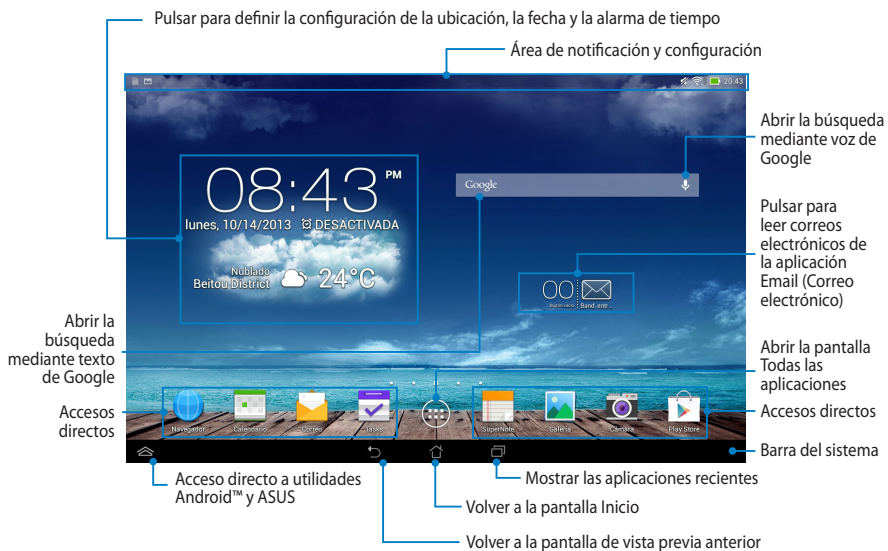 Pulsar para definir la configuración de la ubicación, la fecha y la alarma de tiempo
Área de notificación y configuración
20:43
Abrir la búsqueda
mediante voz de
Google
08:43 PM
lunes, 10/14/2013 DESACTIVADA
Nublado
Beitou District
24°C
Google
Pulsar para
leer correos
electrónicos de
la aplicación
Email (Correo
electrónico)
00
Band. entr...
Abrir la
búsqueda
mediante texto
de Google
Abrir la pantalla
Todas las
aplicaciones
Accesos
directos
Navegador
Calendario
Correo
Tasks
SuperNote
Galería
Cámara
Play Store
Accesos directos
Barra del sistema
Acceso directo a utilidades
Android™ y ASUS
Mostrar las aplicaciones recientes
Volver a la pantalla Inicio
Volver a la pantalla de vista previa anterior